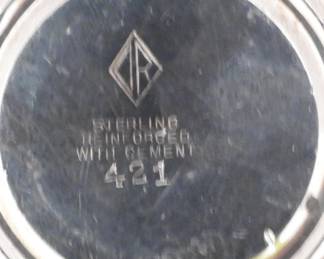 STERLING
REINFORCED
WITH CEMENT
421